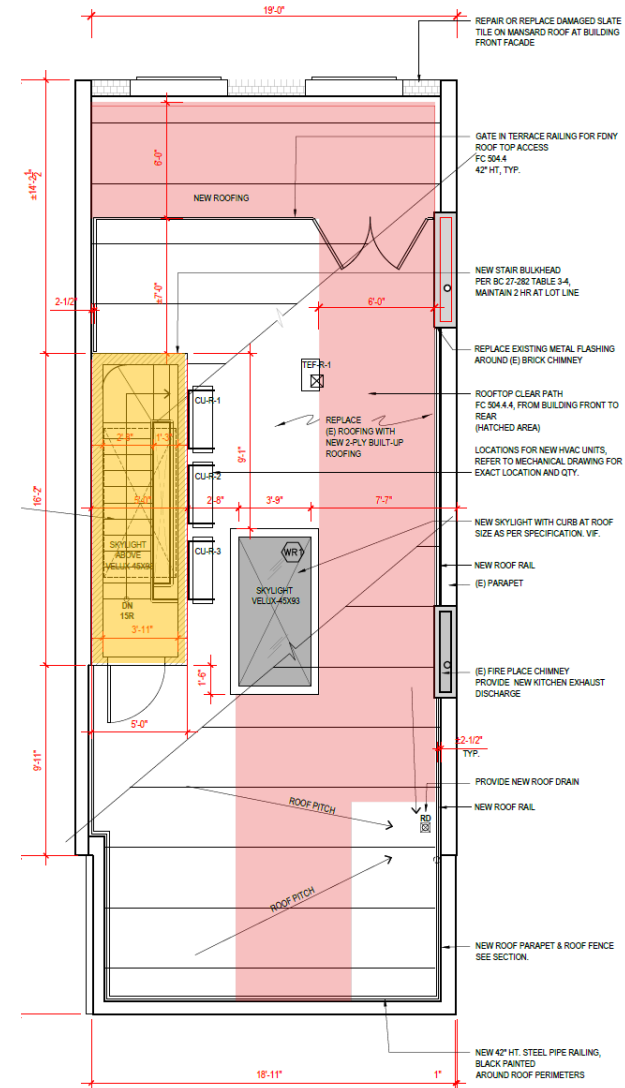 19'-0"
REPAIR OR REPLACE DAMAGED SLATE
TILE ON MANSARD ROOF AT BUILDING
FRONT FACADE
6'-0"
GATE IN TERRACE RAILING FOR FDNY
ROOF TOP ACCESS
FC 504.4
42" HT, TYP.
±14'-2 1/2"
NEW ROOFING
NEW STAIR BULKHEAD
PER BC 27-282 TABLE 3-4,
MAINTAIN 2 HR AT LOT LINE
±7'-0"
2-1/2"
6'-0"
REPLACE EXISTING METAL FLASHING
AROUND (E) BRICK CHIMNEY
TEF-R-1
ROOFTOP CLEAR PATH
FC 504.4.4, FROM BUILDING FRONT TO
REAR
(HATCHED AREA)
CU-R-1
REPLACE
(E) ROOFING WITH
NEW 2-PLY BUILT-UP
ROOFING
1'-3"
9'-1"
LOCATIONS FOR NEW HVAC UNITS,
REFER TO MECHANICAL DRAWING FOR
EXACT LOCATION AND QTY.
CU-R-2
16'-2"
2'-8"
3'-9"
7'-7"
NEW SKYLIGHT WITH CURB AT ROOF
SIZE AS PER SPECIFICATION. VIF.
SKYLIGHT
ABOVE
VELUX-45X93
CU-R-3
WR1
NEW ROOF RAIL
(E) PARAPET
SKYLIGHT
VELUX-45X93
DN
15R
3'-11"
(E) FIRE PLACE CHIMNEY
PROVIDE NEW KITCHEN EXHAUST
DISCHARGE
1'-6"
5'-0"
±2-1/2"
TYP.
9'-11"
PROVIDE NEW ROOF DRAIN
ROOF PITCH
RD
NEW ROOF RAIL
ROOF PITCH
NEW ROOF PARAPET & ROOF FENCE
SEE SECTION.
NEW 42" HT. STEEL PIPE RAILING,
BLACK PAINTED
AROUND ROOF PERIMETERS
18'-11"
1"